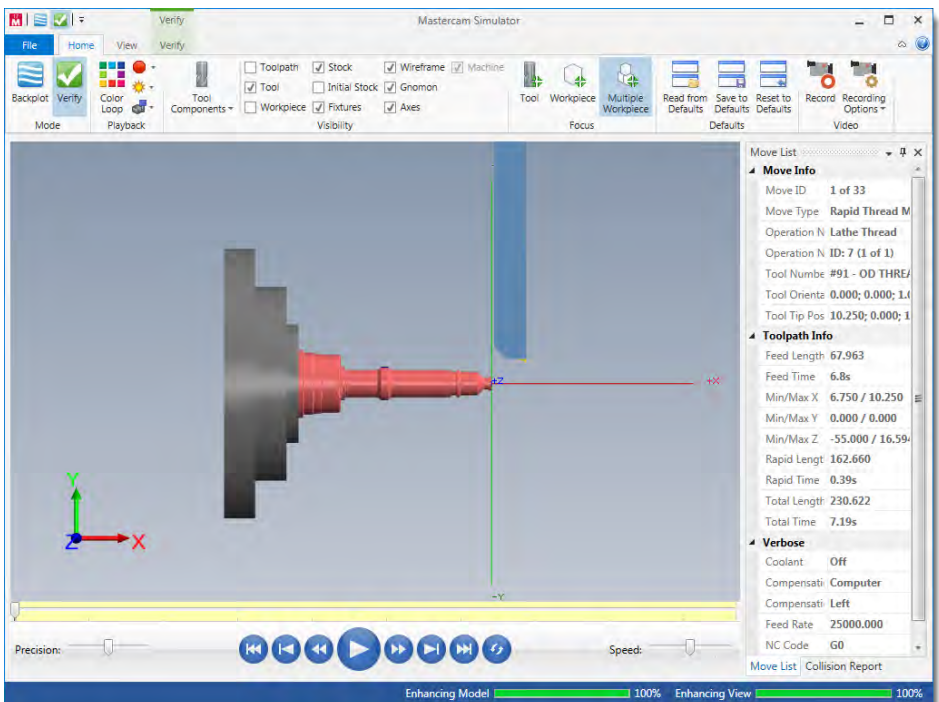 Verify
Mastercam Simulator
File Home View Verify
Toolpath Stock Wireframe Machine
Tool Initial Stock Gnomon
Workpiece Fixtures Axes
Backplot Verify Color Loop Tool Components Tool Workpiece Multiple Workpiece Read from Defaults Save to Defaults Reset to Defaults Record Recording Options
Mode Playback Visibility Focus Defaults Video
Move List
Move Info
Move ID 1 of 33
Move Type Rapid Thread M
Operation N Lathe Thread
Operation N ID: 7 (1 of 1)
Tool Numbe #91 - OD THREA
Tool Orienta 0.000; 0.000; 1.0
Tool Tip Pos 10.250; 0.000; 1
Toolpath Info
Feed Length 67.963
Feed Time 6.8s
Min/Max X 6.750 / 10.250
Min/Max Y 0.000 / 0.000
Min/Max Z -55.000 / 16.594
Rapid Lengt 162.660
Rapid Time 0.39s
Total Length 230.622
Total Time 7.19s
Verbose
Coolant Off
Compensati Computer
Compensati Left
Feed Rate 25000.000
NC Code G0
Move List Collision Report
+Z
+X
Y
Z X
-Y
Precision:
Speed:
Enhancing Model 100% Enhancing View 100%